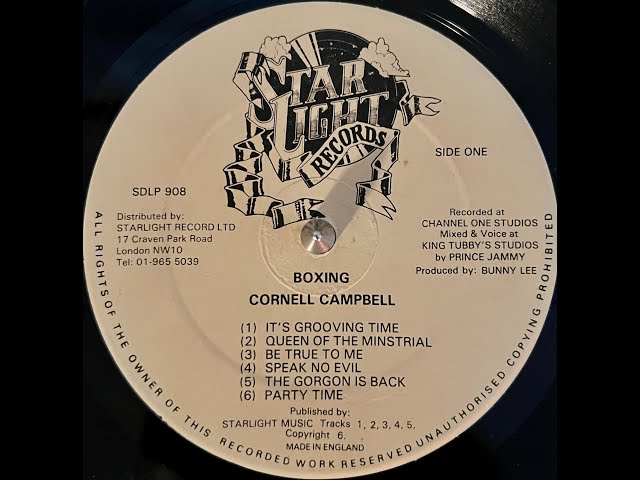 STAR
LIGHT
RECORDS
SIDE ONE
SDLP 908
Distributed by:
STARLIGHT RECORD LTD
17 Craven Park Road
London NW10
Tel: 01-965 5039
Recorded at
CHANNEL ONE STUDIOS
Mixed & Voice at
KING TUBBY'S STUDIOS
by PRINCE JAMMY
Produced by: BUNNY LEE
BOXING
CORNELL CAMPBELL
(1) IT'S GROOVING TIME
(2) QUEEN OF THE MINSTRIAL
(3) BE TRUE TO ME
(4) SPEAK NO EVIL
(5) THE GORGON IS BACK
(6) PARTY TIME
Published by:
STARLIGHT MUSIC Tracks 1, 2, 3, 4, 5.
Copyright 6.
MADE IN ENGLAND
ALL RIGHTS OF THE OWNER OF THIS RECORDED WORK RESERVED UNAUTHORISED COPYING PROHIBITED